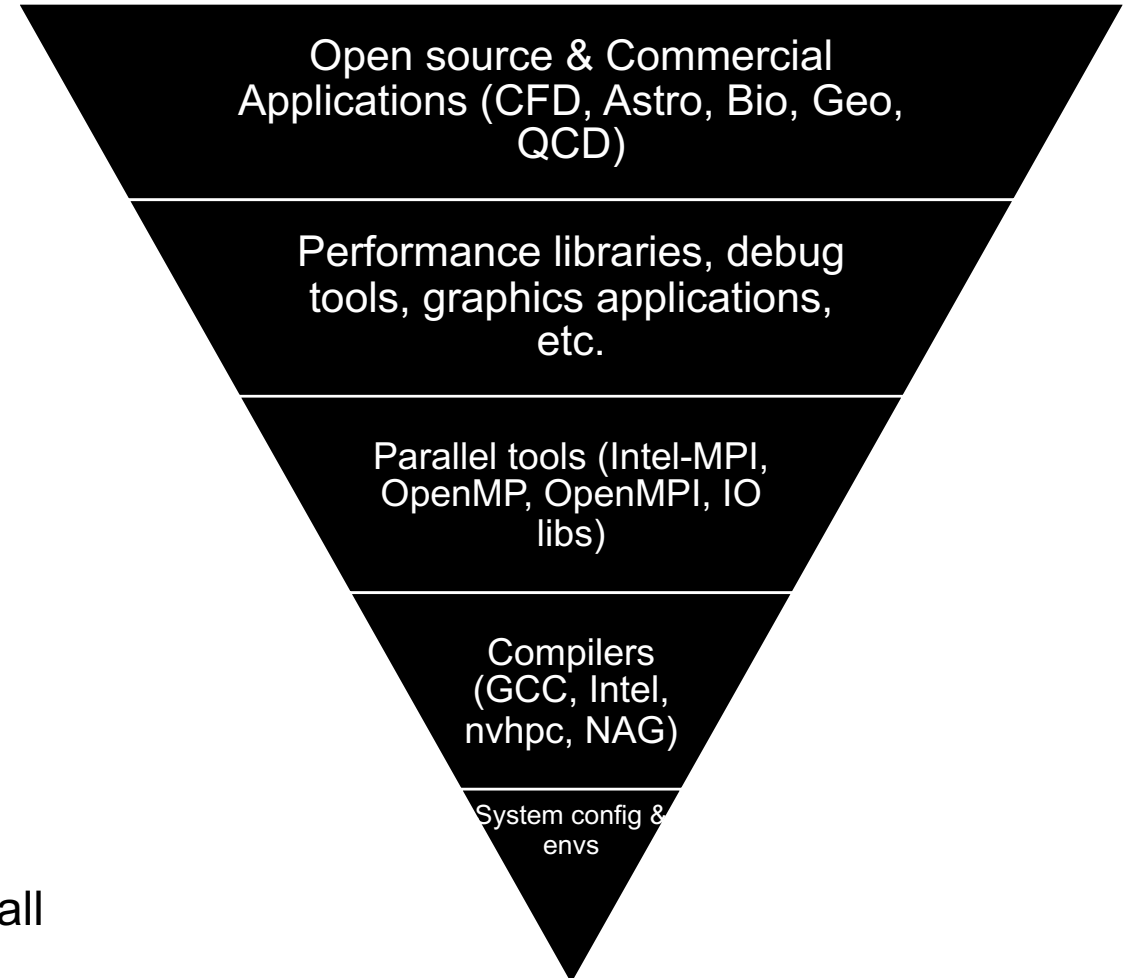 Open source & Commercial
Applications (CFD, Astro, Bio, Geo,
QCD)
Performance libraries, debug
tools, graphics applications,
etc.
Parallel tools (Intel-MPI,
OpenMP, OpenMPI, IO
libs)
Compilers
(GCC, Intel,
nvhpc, NAG)
System config &
envs
all